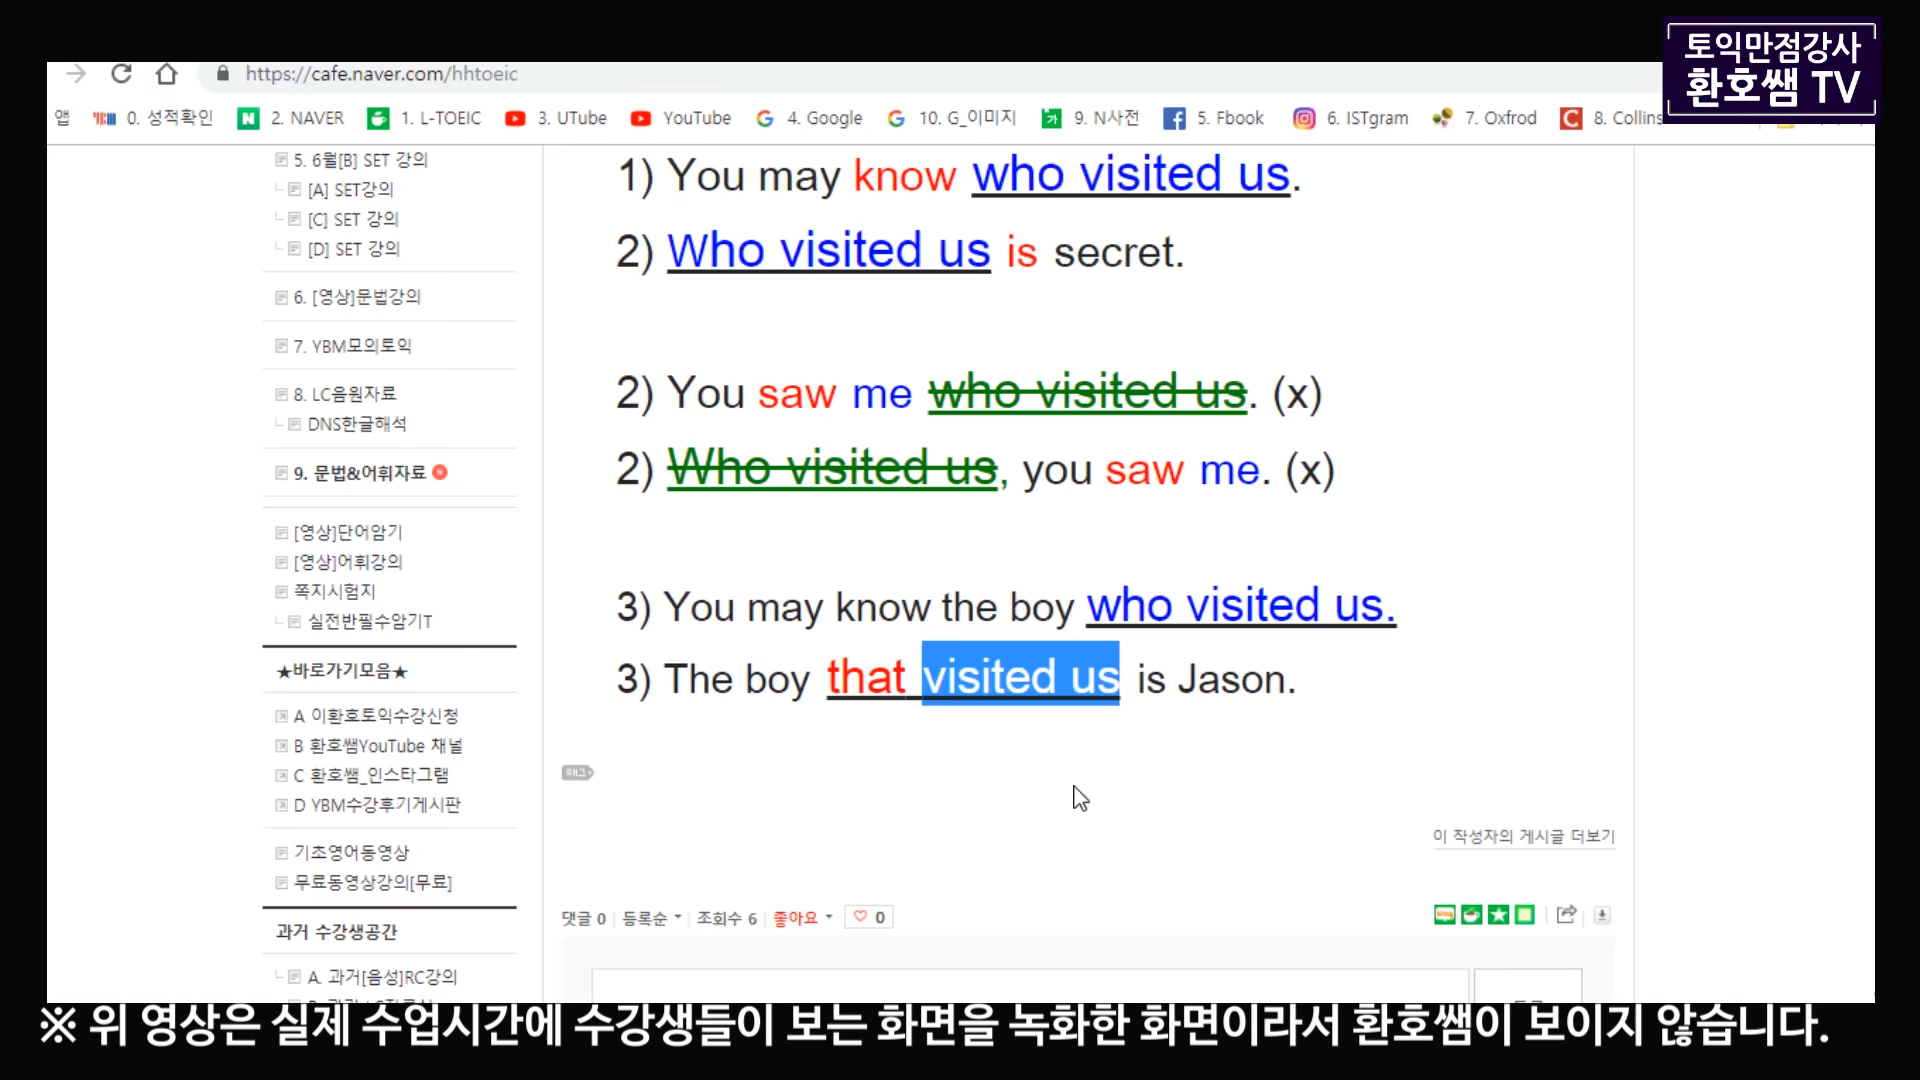 토익만점강사
환호쌤 TV
https://cafe.naver.com/hhtoeic
앱 0. 성적확인 2. NAVER 1. L-TOEIC 3. UTube YouTube 4. Google 10. G_이미지 9. N사전 5. Fbook 6. ISTgram 7. Oxfrod 8. Collins
5. 6월[B] SET 강의
[A] SET강의
[C] SET 강의
[D] SET 강의
6. [영상]문법강의
7. YBM모의토익
8. LC음원자료
DNS한글해석
9. 문법&어휘자료
[영상]단어암기
[영상]어휘강의
쪽지시험지
실전반필수암기T
★바로가기모음★
A 이환호토익수강신청
B 환호쌤YouTube 채널
C 환호쌤_인스타그램
D YBM수강후기게시판
기초영어동영상
무료동영상강의[무료]
과거 수강생공간
A. 과거[음성]RC강의
1) You may know who visited us.
2) Who visited us is secret.
2) You saw me who visited us. (x)
2) Who visited us, you saw me. (x)
3) You may know the boy who visited us.
3) The boy that visited us is Jason.
태그
이 작성자의 게시글 더보기
댓글 0 등록순 조회수 6 좋아요 0
blog
※ 위 영상은 실제 수업시간에 수강생들이 보는 화면을 녹화한 화면이라서 환호쌤이 보이지 않습니다.